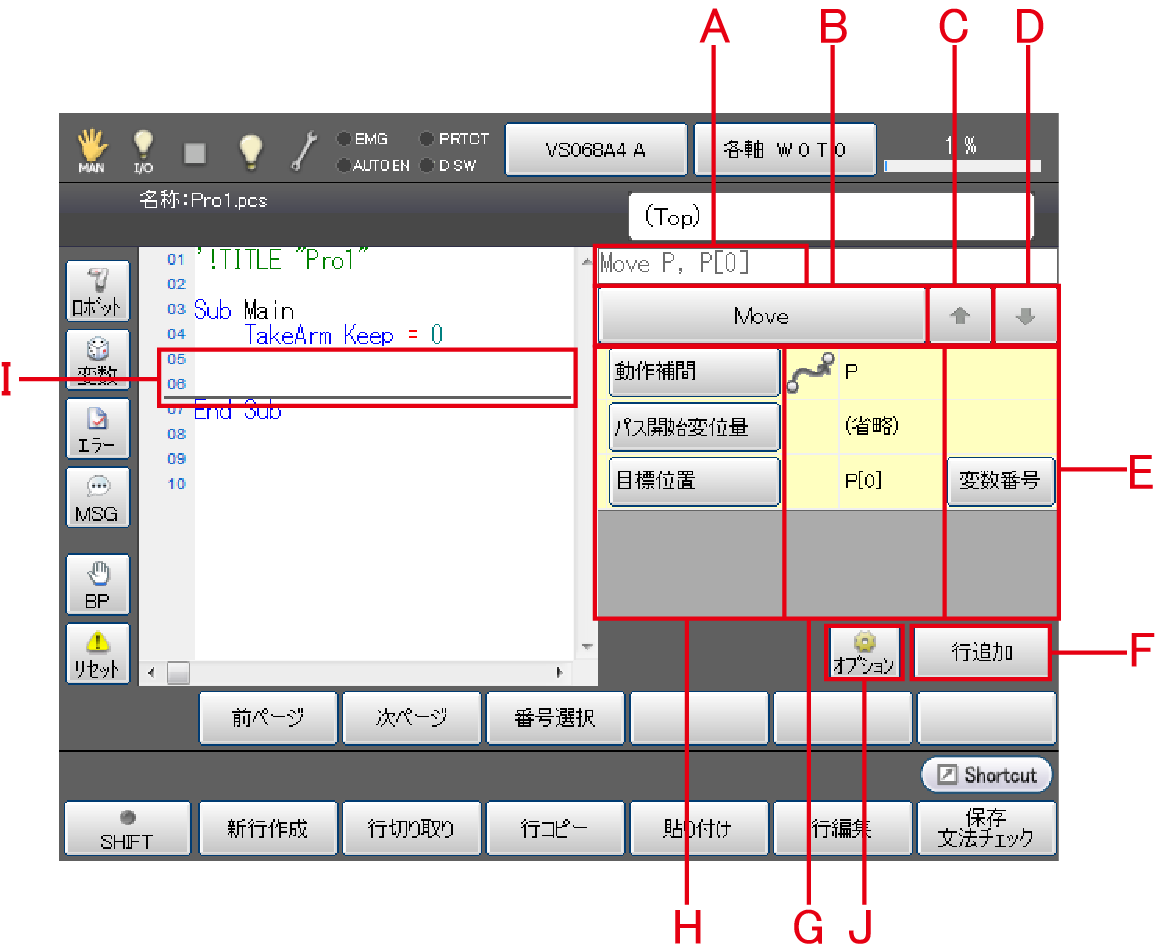 A B C D
MAN I/O EMG PRTCT AUTOEN DSW VS068A4 A 各軸 W 0 T 0 1 %
名称:Pro1.pcs
(Top)
ロボット
変数
エラー
MSG
BP
リセット
01 '!TITLE "Pro1"
02
03 Sub Main
04 TakeArm Keep = 0
05
06
07 End Sub
08
09
10
Move P, P[0]
Move
動作補間 P
パス開始変位量 (省略)
目標位置 P[0] 変数番号
I
E
オプション 行追加
F
前ページ 次ページ 番号選択
Shortcut
SHIFT 新行作成 行切り取り 行コピー 貼り付け 行編集 保存
文法チェック
H G J